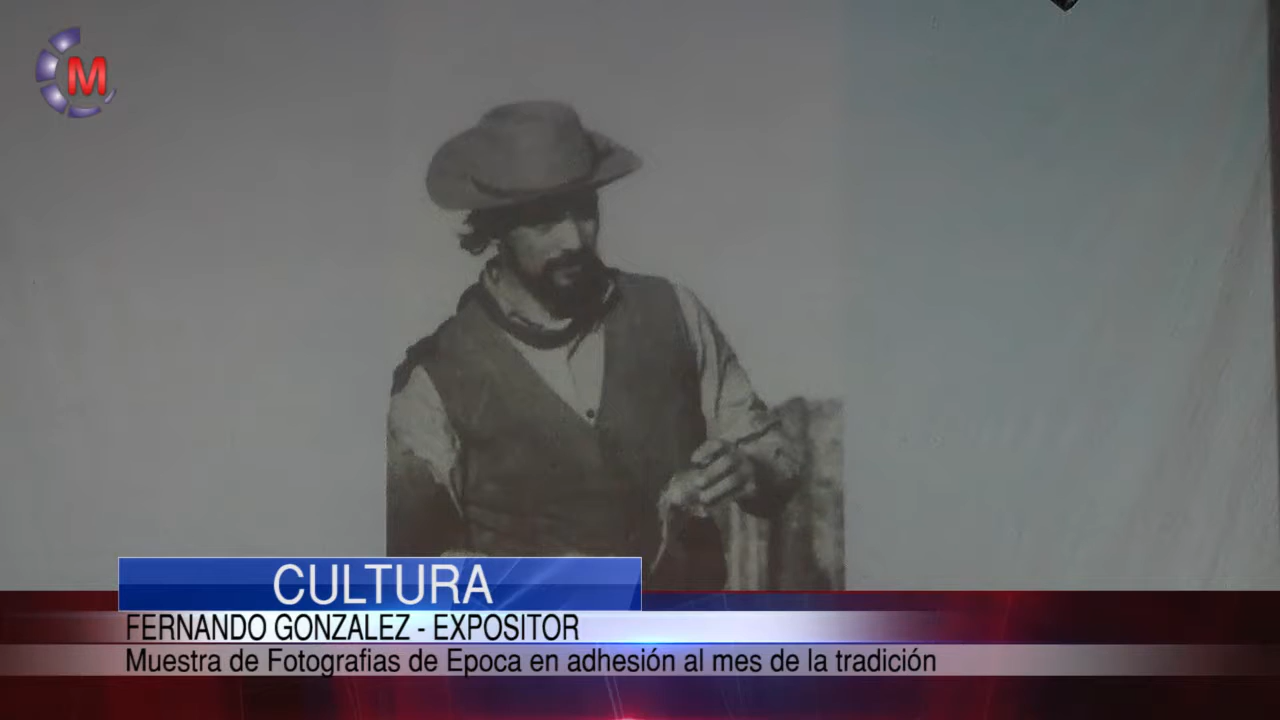 M
CULTURA
FERNANDO GONZALEZ - EXPOSITOR
Muestra de Fotografias de Epoca en adhesión al mes de la tradición